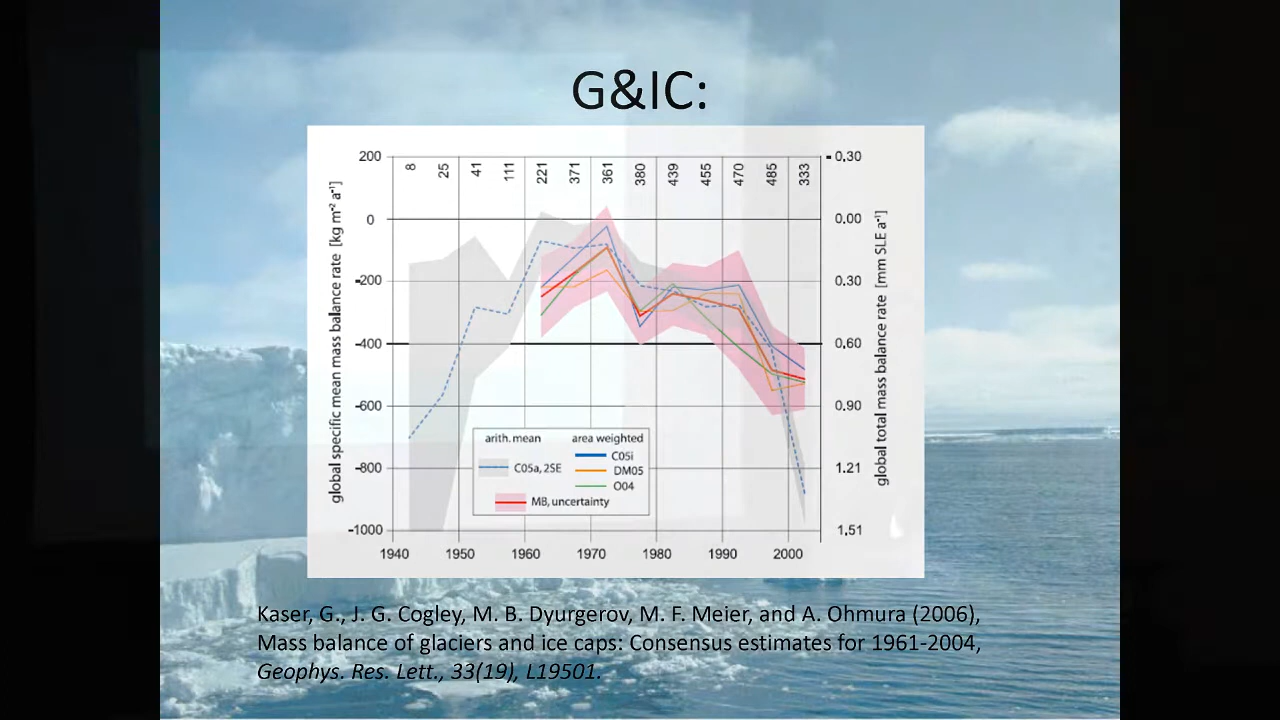 G&IC:
200
0
-200
-400
-600
-800
-1000
global specific mean mass balance rate [kg m⁻² a⁻¹]
8 25 41 111 221 371 361 380 439 455 470 485 333
- 0,30
0.00
0.30
0,60
0,90
1.21
1,51
global total mass balance rate [mm SLE a⁻¹]
arith. mean area weighted
C05a, 25E
C05i
DM05
O04
MB, uncertainty
1940 1950 1960 1970 1980 1990 2000
Kaser, G., J. G. Cogley, M. B. Dyurgerov, M. F. Meier, and A. Ohmura (2006),
Mass balance of glaciers and ice caps: Consensus estimates for 1961-2004,
Geophys. Res. Lett., 33(19), L19501.